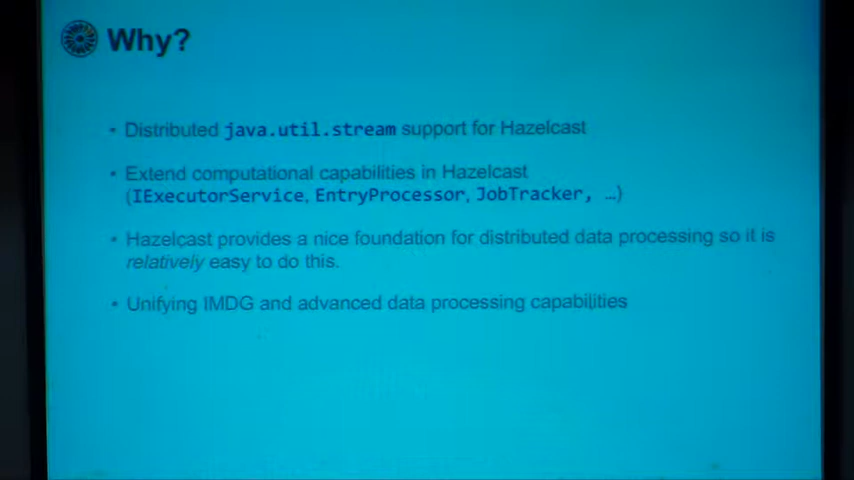 Why?
• Distributed java.util.stream support for Hazelcast
• Extend computational capabilities in Hazelcast
(IExecutorService, EntryProcessor, JobTracker, …)
• Hazelcast provides a nice foundation for distributed data processing so it is
relatively easy to do this.
• Unifying IMDG and advanced data processing capabilities